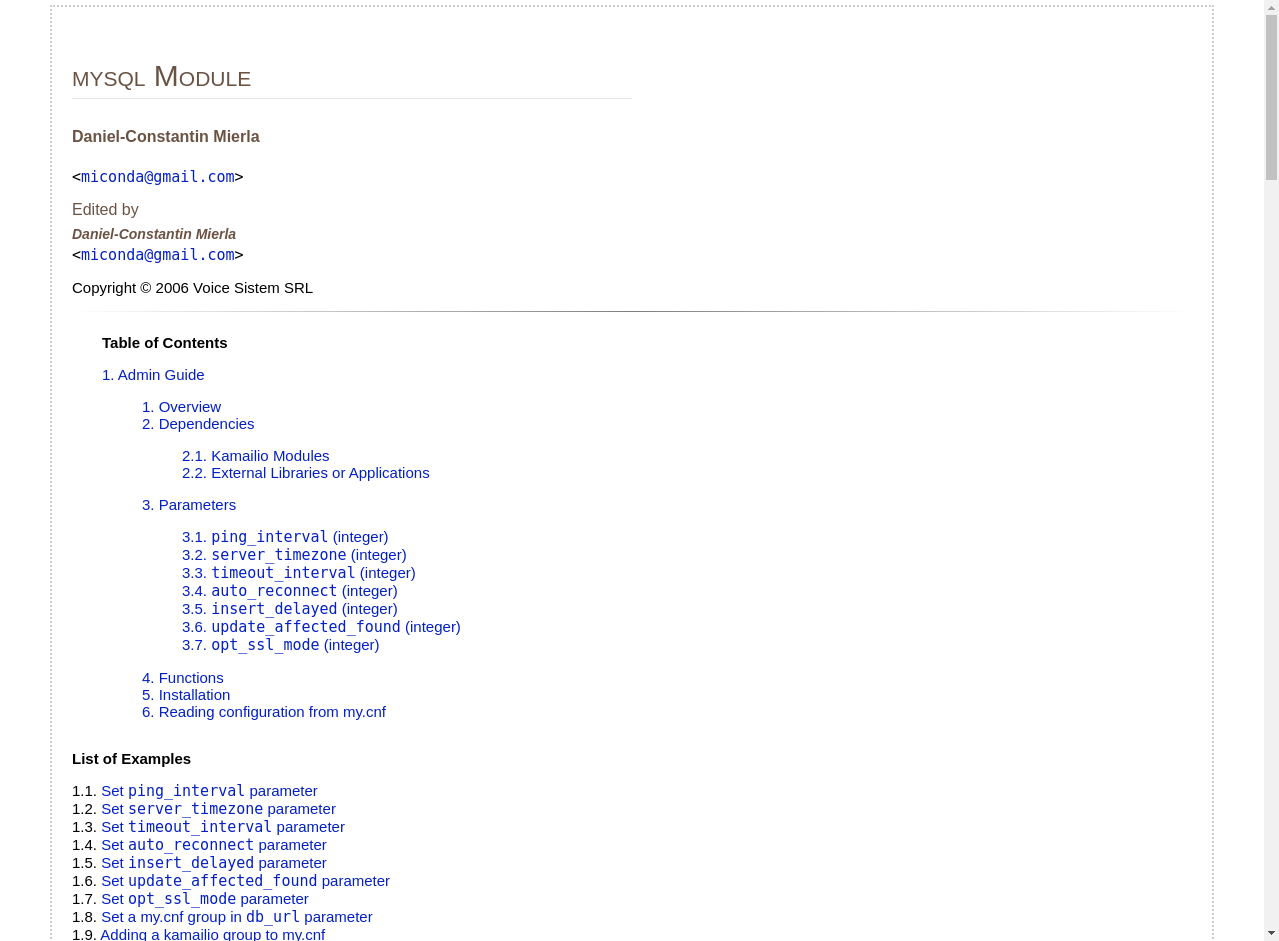 mysql Module
Daniel-Constantin Mierla
<miconda@gmail.com>
Edited by
Daniel-Constantin Mierla
<miconda@gmail.com>
Copyright © 2006 Voice Sistem SRL
Table of Contents
1. Admin Guide
1. Overview
2. Dependencies
2.1. Kamailio Modules
2.2. External Libraries or Applications
3. Parameters
3.1. ping_interval (integer)
3.2. server_timezone (integer)
3.3. timeout_interval (integer)
3.4. auto_reconnect (integer)
3.5. insert_delayed (integer)
3.6. update_affected_found (integer)
3.7. opt_ssl_mode (integer)
4. Functions
5. Installation
6. Reading configuration from my.cnf
List of Examples
1.1. Set ping_interval parameter
1.2. Set server_timezone parameter
1.3. Set timeout_interval parameter
1.4. Set auto_reconnect parameter
1.5. Set insert_delayed parameter
1.6. Set update_affected_found parameter
1.7. Set opt_ssl_mode parameter
1.8. Set a my.cnf group in db_url parameter
1.9. Adding a kamailio group to my.cnf